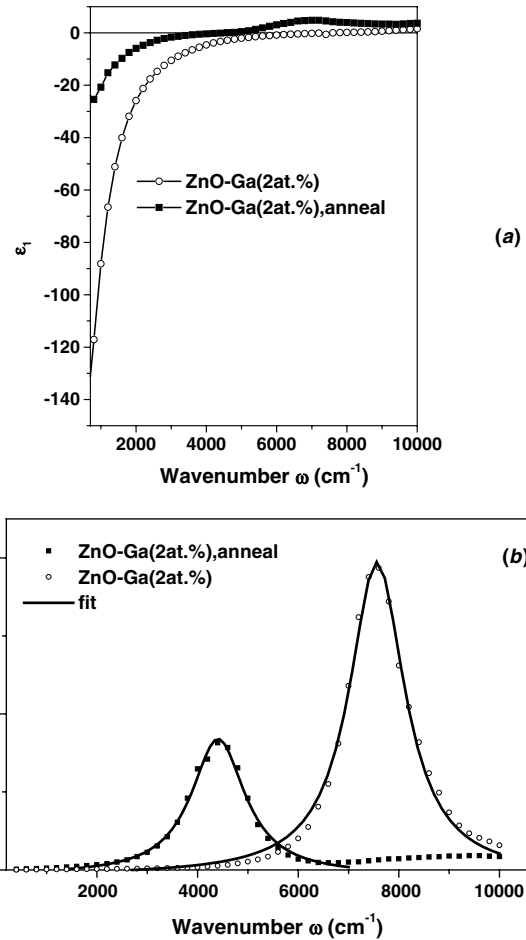 0
-20
-40
-60
-80
-100
-120
-140
ε1
ZnO-Ga(2at.%)
ZnO-Ga(2at.%),anneal
(a)
2000 4000 6000 8000 10000
Wavenumber ω (cm-1)
ZnO-Ga(2at.%),anneal
ZnO-Ga(2at.%)
fit
(b)
2000 4000 6000 8000 10000
Wavenumber ω (cm-1)